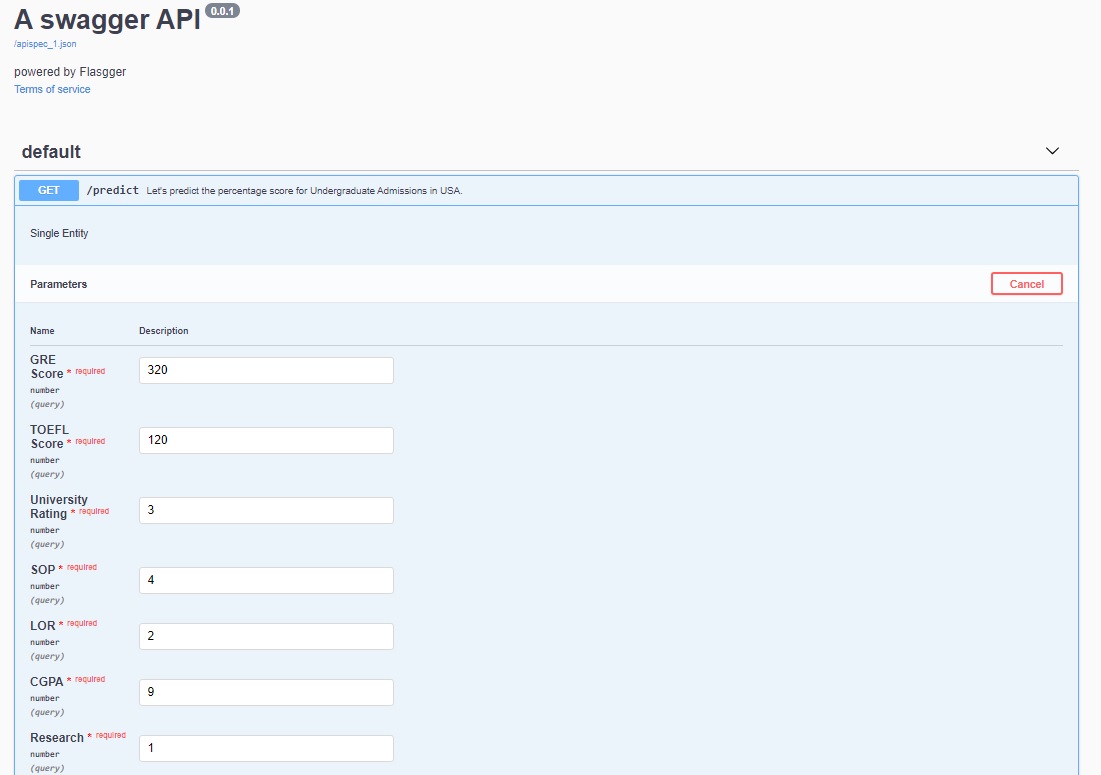 A swagger API 0.0.1
/apispec_1.json
powered by Flasgger
Terms of service
default
GET /predict Let's predict the percentage score for Undergraduate Admissions in USA.
Single Entity
Parameters Cancel
Name Description
GRE
Score * required 320
number
(query)
TOEFL
Score * required 120
number
(query)
University
Rating * required 3
number
(query)
SOP * required 4
number
(query)
LOR * required 2
number
(query)
CGPA * required 9
number
(query)
Research * required 1
number
(query)